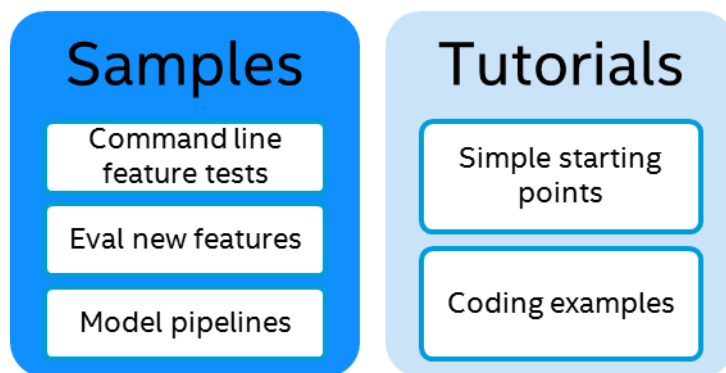 Samples
Command line
feature tests
Eval new features
Model pipelines
Tutorials
Simple starting
points
Coding examples